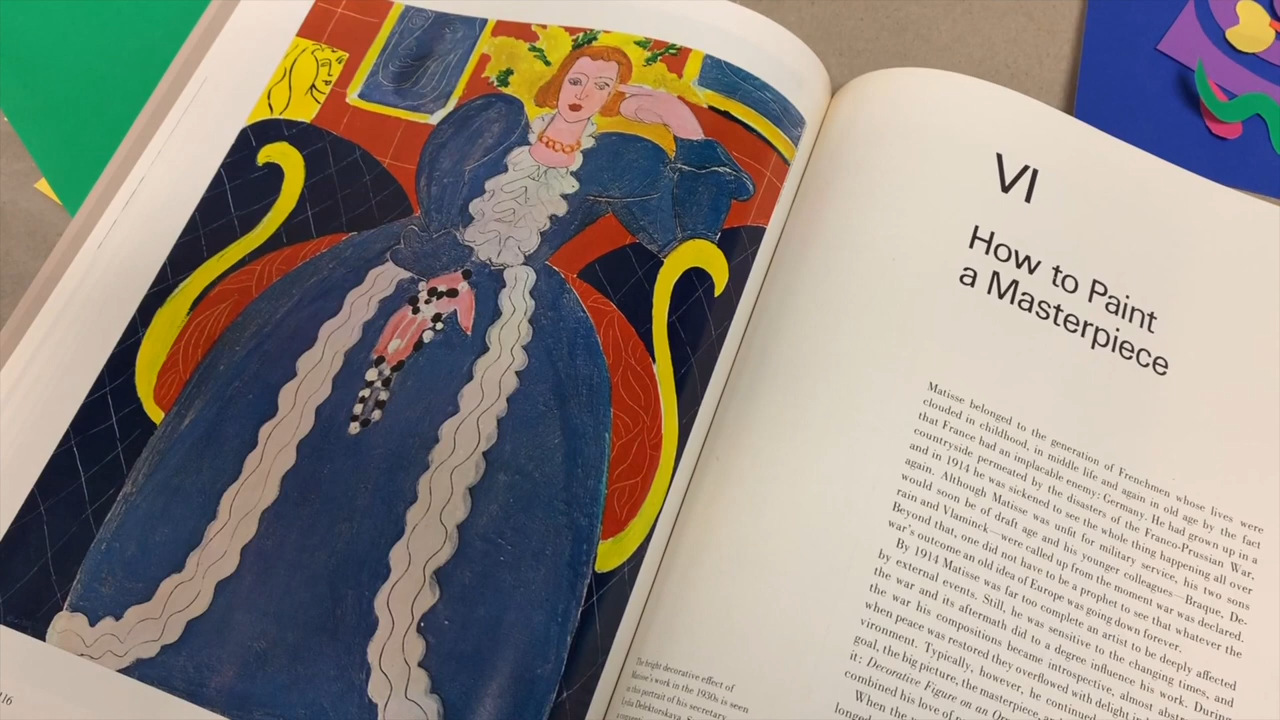 VI
How to Paint
a Masterpiece
Matisse belonged to the generation of Frenchmen whose lives were
clouded in childhood, in middle life and again in old age by the fact
that France had an implacable enemy: Germany. He had grown up in a
countryside permeated by the disasters of the Franco-Prussian War,
and in 1914 he was sickened to see the whole thing happening all over
again. Although Matisse was unfit for military service, his two sons
would soon be of draft age and his younger colleagues—Braque, De-
rain and Vlaminck—were called up from the moment war was declared.
Beyond that, one did not have to be a prophet to see that whatever the
war's outcome an old idea of Europe was going down forever.
By 1914 Matisse was far too complete an artist to be deeply affected
by external events. Still, he was sensitive to the changing times, and
the war and its aftermath did to a degree influence his work. During
the war his compositions became introspective, almost
when peace was restored they overflowed with delight in
vironment. Typically, however, he continued
goal, the big picture, the masterpiece,
it: Decorative Figure on an
combined his love of
When the
longed
16
The bright decorative effect of
Matisse's work in the 1930s is seen
in this portrait of his secretary
Lydia Delektorskaya.